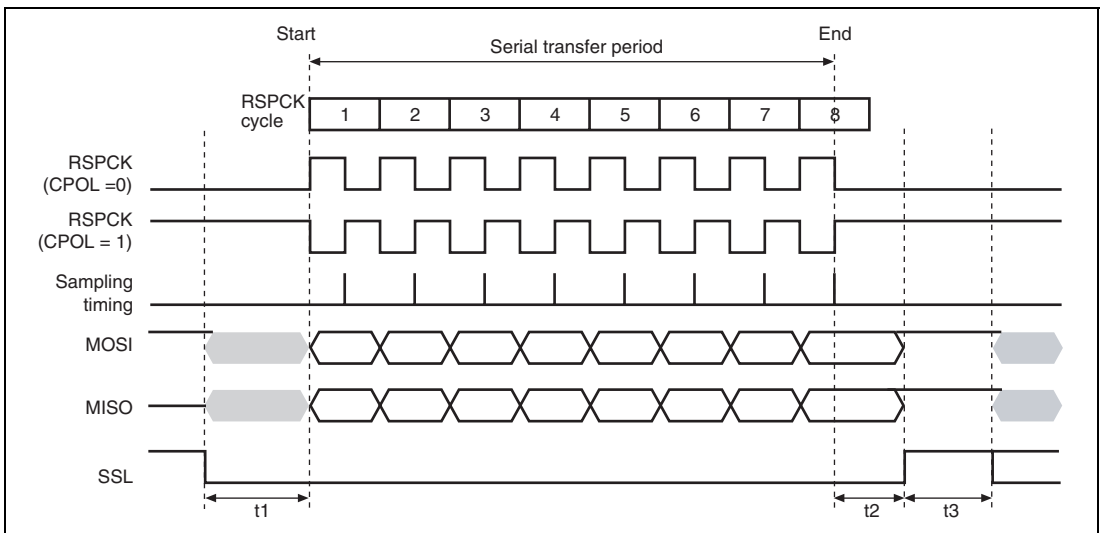 Start
End
Serial transfer period
RSPCK
cycle
1 2 3 4 5 6 7 8
RSPCK
(CPOL =0)
RSPCK
(CPOL = 1)
Sampling
timing
MOSI
MISO
SSL
t1
t2
t3